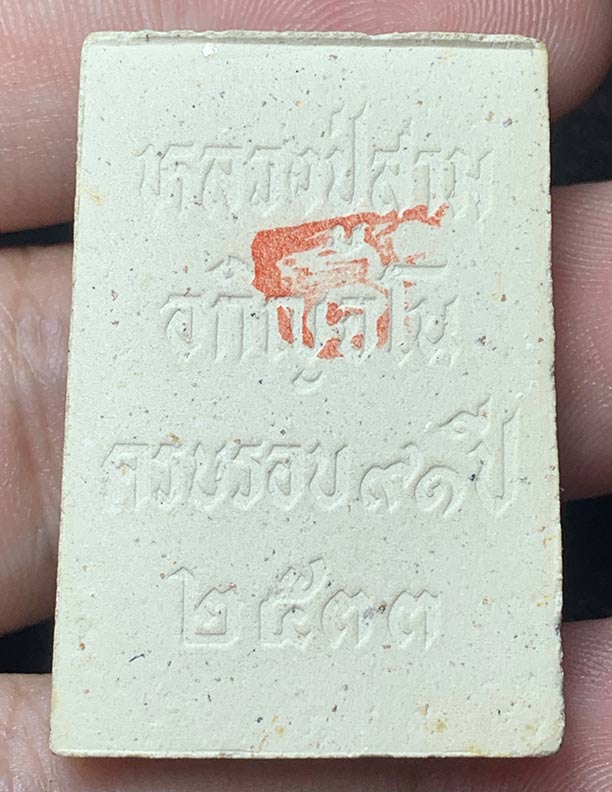 หลวงปู่สาม
อกิญฺจโน
ครบรอบ ๙๑ ปี
๒๕๓๓